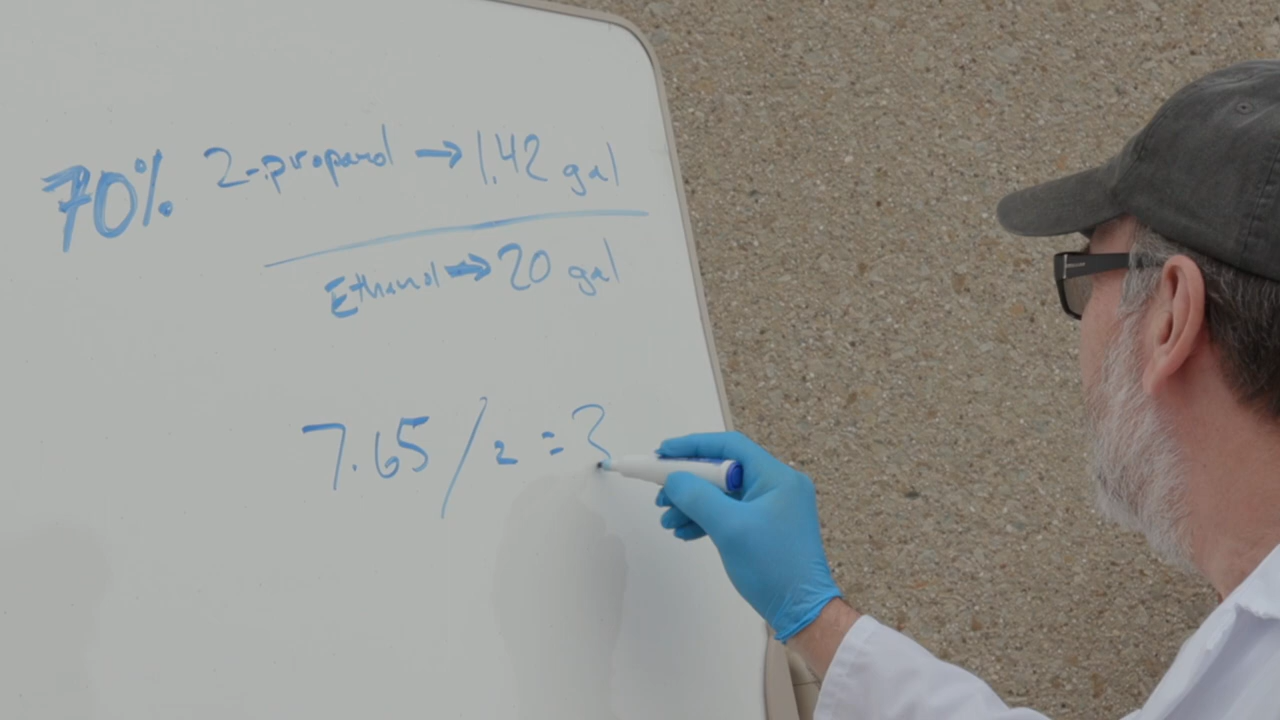 70% 2-propanol → 1.42 gal
Ethanol → 20 gal
7.65 / 2 = 3